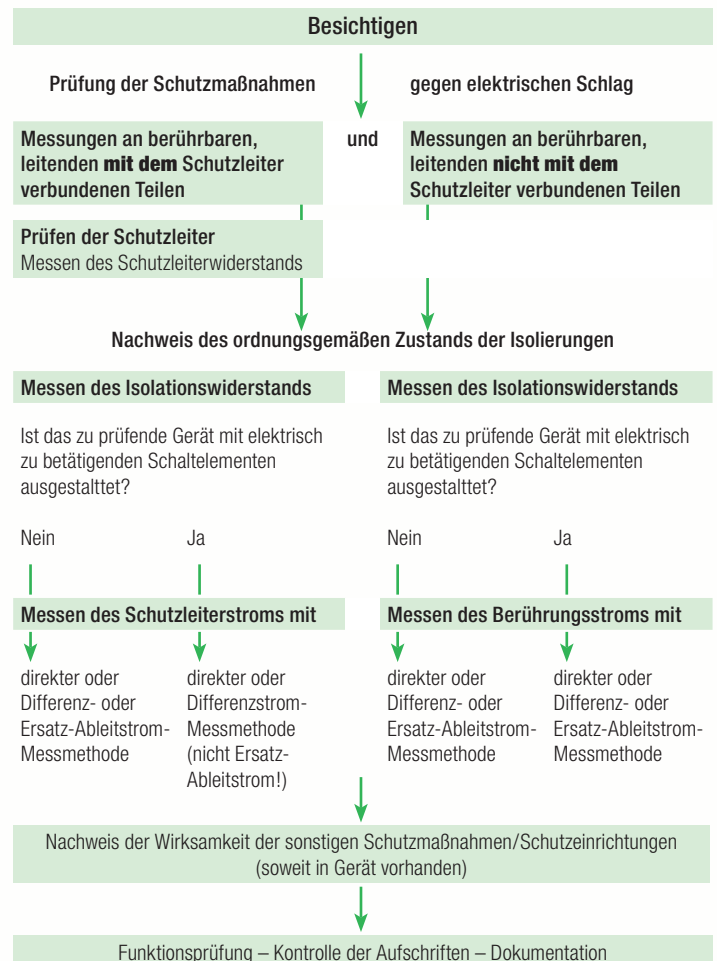 Besichtigen
Prüfung der Schutzmaßnahmen
gegen elektrischen Schlag
Messungen an berührbaren,
leitenden mit dem Schutzleiter
verbundenen Teilen
und
Messungen an berührbaren,
leitenden nicht mit dem
Schutzleiter verbundenen Teilen
Prüfen der Schutzleiter
Messen des Schutzleiterwiderstands
Nachweis des ordnungsgemäßen Zustands der Isolierungen
Messen des Isolationswiderstands
Ist das zu prüfende Gerät mit elektrisch
zu betätigenden Schaltelementen
ausgestalttet?
Nein
Ja
Messen des Schutzleiterstroms mit
direkter oder
Differenz- oder
Ersatz-Ableitstrom-
Messmethode
direkter oder
Differenzstrom-
Messmethode
(nicht Ersatz-
Ableitstrom!)
Messen des Isolationswiderstands
Ist das zu prüfende Gerät mit elektrisch
zu betätigenden Schaltelementen
ausgestalttet?
Nein
Ja
Messen des Berührungsstroms mit
direkter oder
Differenz- oder
Ersatz-Ableitstrom-
Messmethode
direkter oder
Differenz- oder
Ersatz-Ableitstrom-
Messmethode
Nachweis der Wirksamkeit der sonstigen Schutzmaßnahmen/Schutzeinrichtungen
(soweit in Gerät vorhanden)
Funktionsprüfung – Kontrolle der Aufschriften – Dokumentation